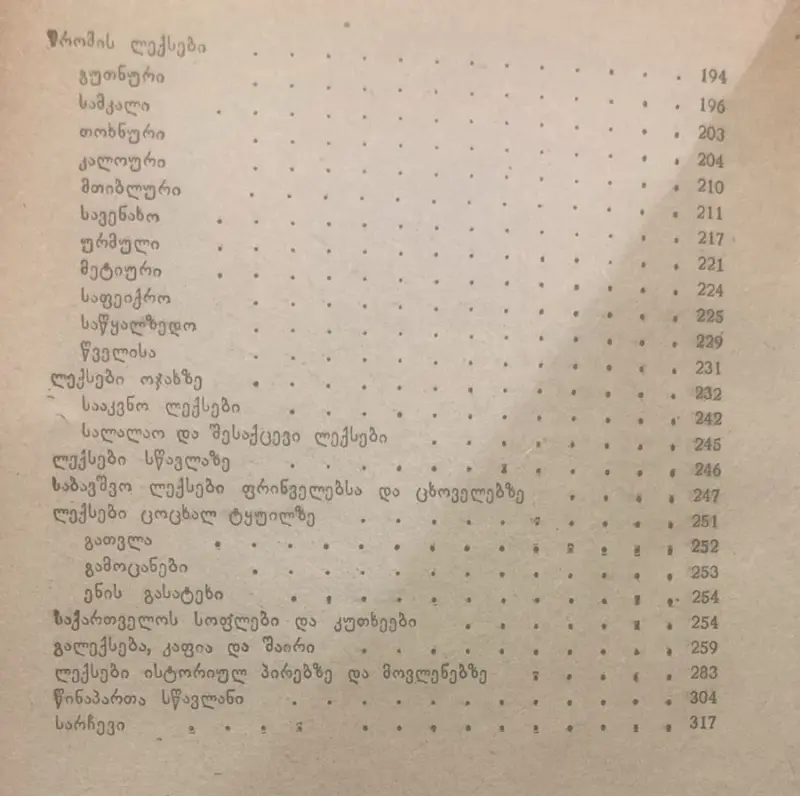 შრომის ლექსები . . . . . . . . . . . . . 194
გუთნური . . . . . . . . . . . . . 196
სამკალი . . . . . . . . . . . . . . 203
თოხნური . . . . . . . . . . . . . 204
კალოური . . . . . . . . . . . . . 210
მთიბლური . . . . . . . . . . . . . 211
სავენახო . . . . . . . . . . . . . . 217
ურმული . . . . . . . . . . . . . . 221
მეტიური . . . . . . . . . . . . . . 224
საფეიქრო . . . . . . . . . . . . . 225
საწყალზედო . . . . . . . . . . . . . 229
წველისა . . . . . . . . . . . . . 231
ლექსები ოჯახზე . . . . . . . . . . . . . 232
სააკვნო ლექსები . . . . . . . . . . . . 242
სალალაო და შესაქცევი ლექსები . . . . . . . 245
ლექსები სწავლაზე . . . . . . . . . . . . 246
საბავშვო ლექსები ფრინველებსა და ცხოველებზე . . . . 247
ლექსები ცოცხალ ტყუილზე . . . . . . . . . . 251
გათვლა . . . . . . . . . . . . . . 252
გამოცანები . . . . . . . . . . . . . 253
ენის გასატეხი . . . . . . . . . . . 254
საქართველოს სოფლები და კუთხეები . . . . . . 254
გალექსება, კაფია და შაირი . . . . . . . . . . 259
ლექსები ისტორიულ პირებზე და მოვლენებზე . . . . . 283
წინაპართა სწავლანი . . . . . . . . . . . . 304
სარჩევი . . . . . . . . . . . . . . 317